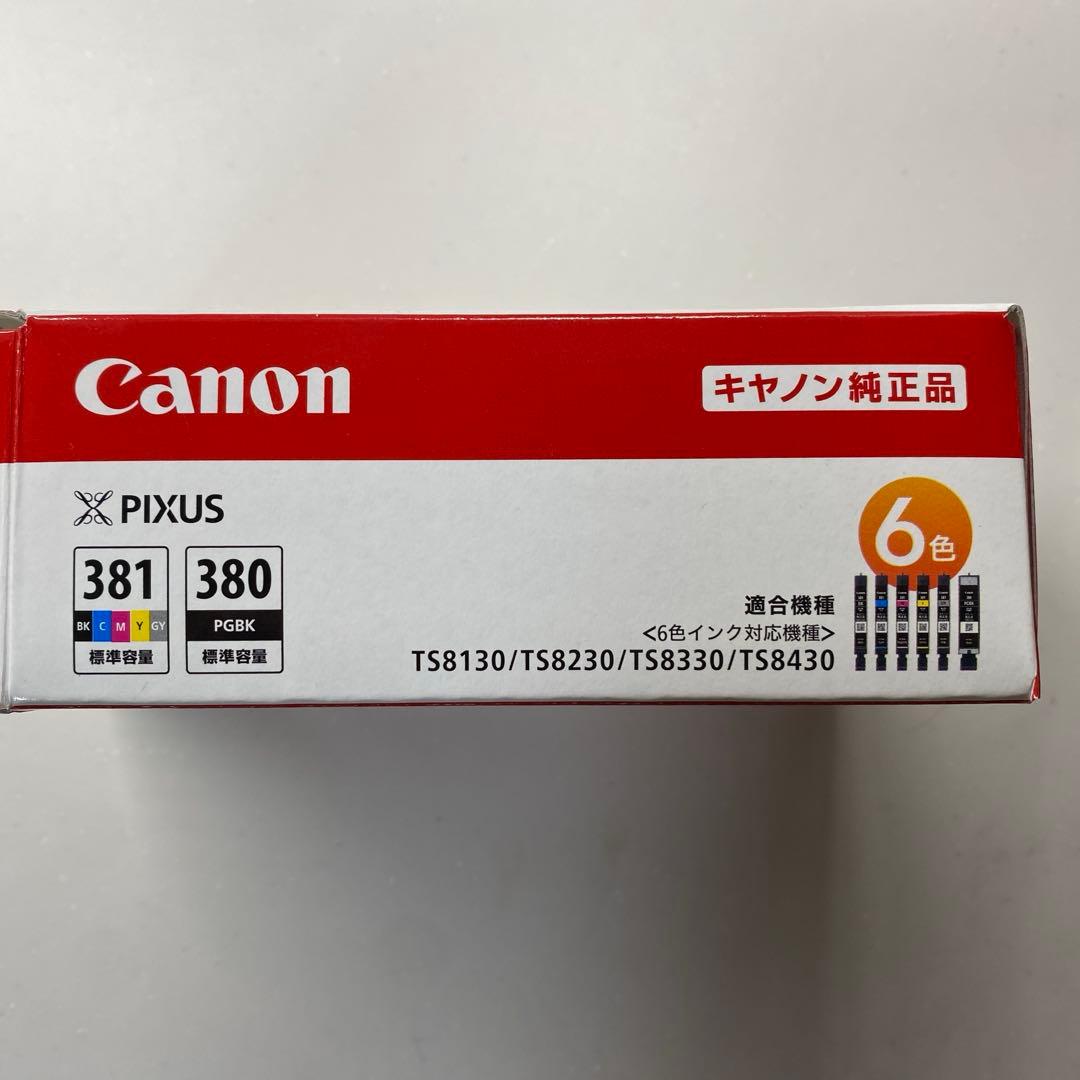 Canon
キヤノン純正品
PIXUS
6色
381
BK C M Y GY
標準容量
380
PGBK
標準容量
適合機種
<6色インク対応機種>
TS8130/TS8230/TS8330/TS8430